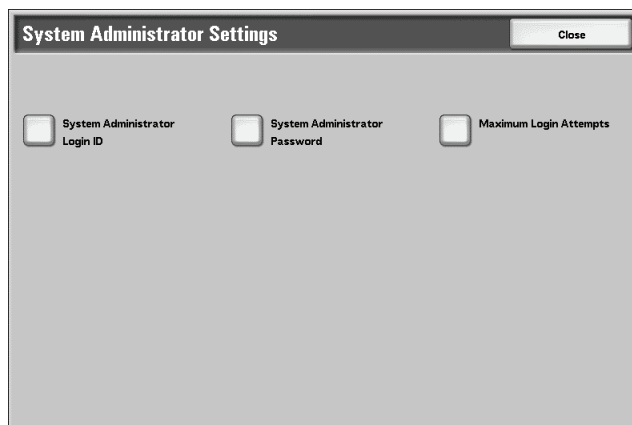 System Administrator Settings
Close
System Administrator
Login ID
System Administrator
Password
Maximum Login Attempts